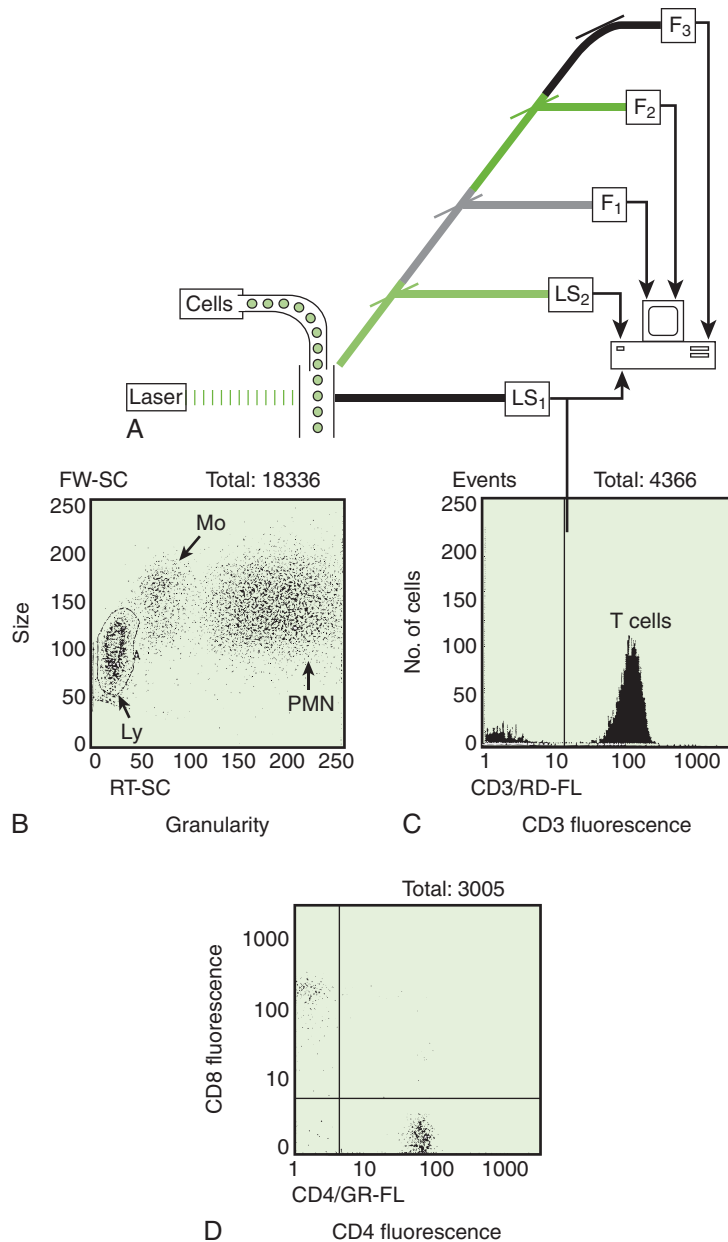 F3
F2
F1
Cells
LS2
Laser
LS1
A
FW-SC Total: 18336
250
200
150
100
50
0
Size
Mo
A
PMN
Ly
0 50 100 150 200 250
RT-SC
B Granularity
Events Total: 4366
250
200
150
100
50
0
No. of cells
T cells
1 10 100 1000
CD3/RD-FL
C CD3 fluorescence
Total: 3005
1000
100
10
0
CD8 fluorescence
1 10 100 1000
CD4/GR-FL
D CD4 fluorescence